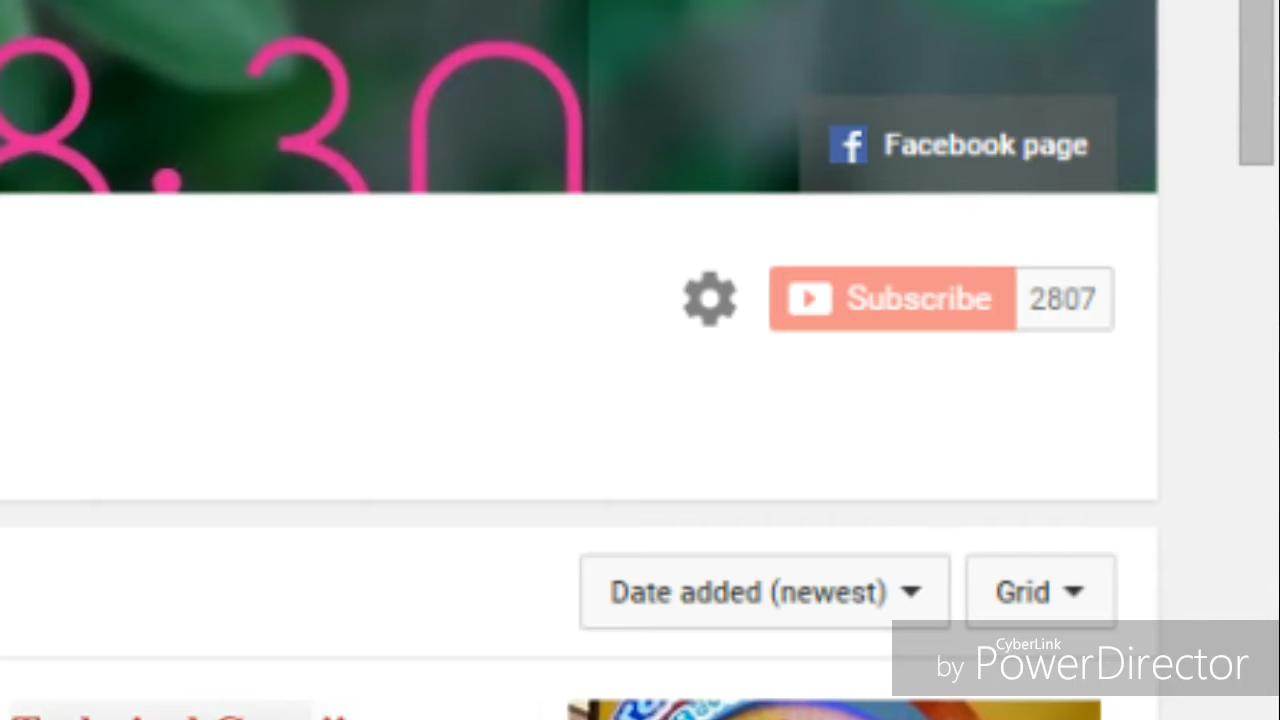 8:30
f Facebook page
Subscribe 2807
Date added (newest) Grid
CyberLink
by PowerDirector